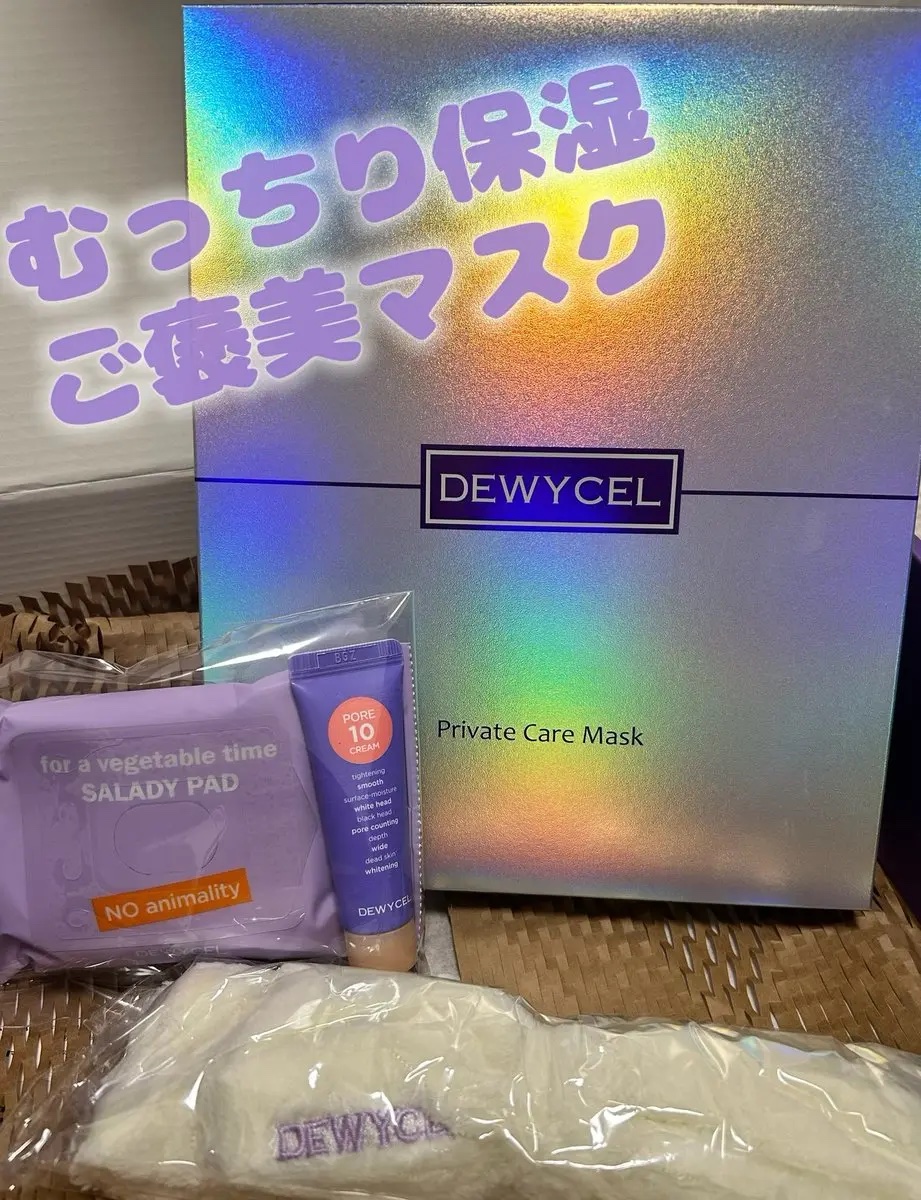 むっちり保湿
ご褒美マスク
DEWYCEL
Private Care Mask
for a vegetable time
SALADY PAD
NO animality
DEWYCEL
PORE
10
CREAM
tightening
smooth
surface-moisture
white head
black head
pore counting
depth
wide
dead skin
whitening
DEWYCEL
DEWYCEL